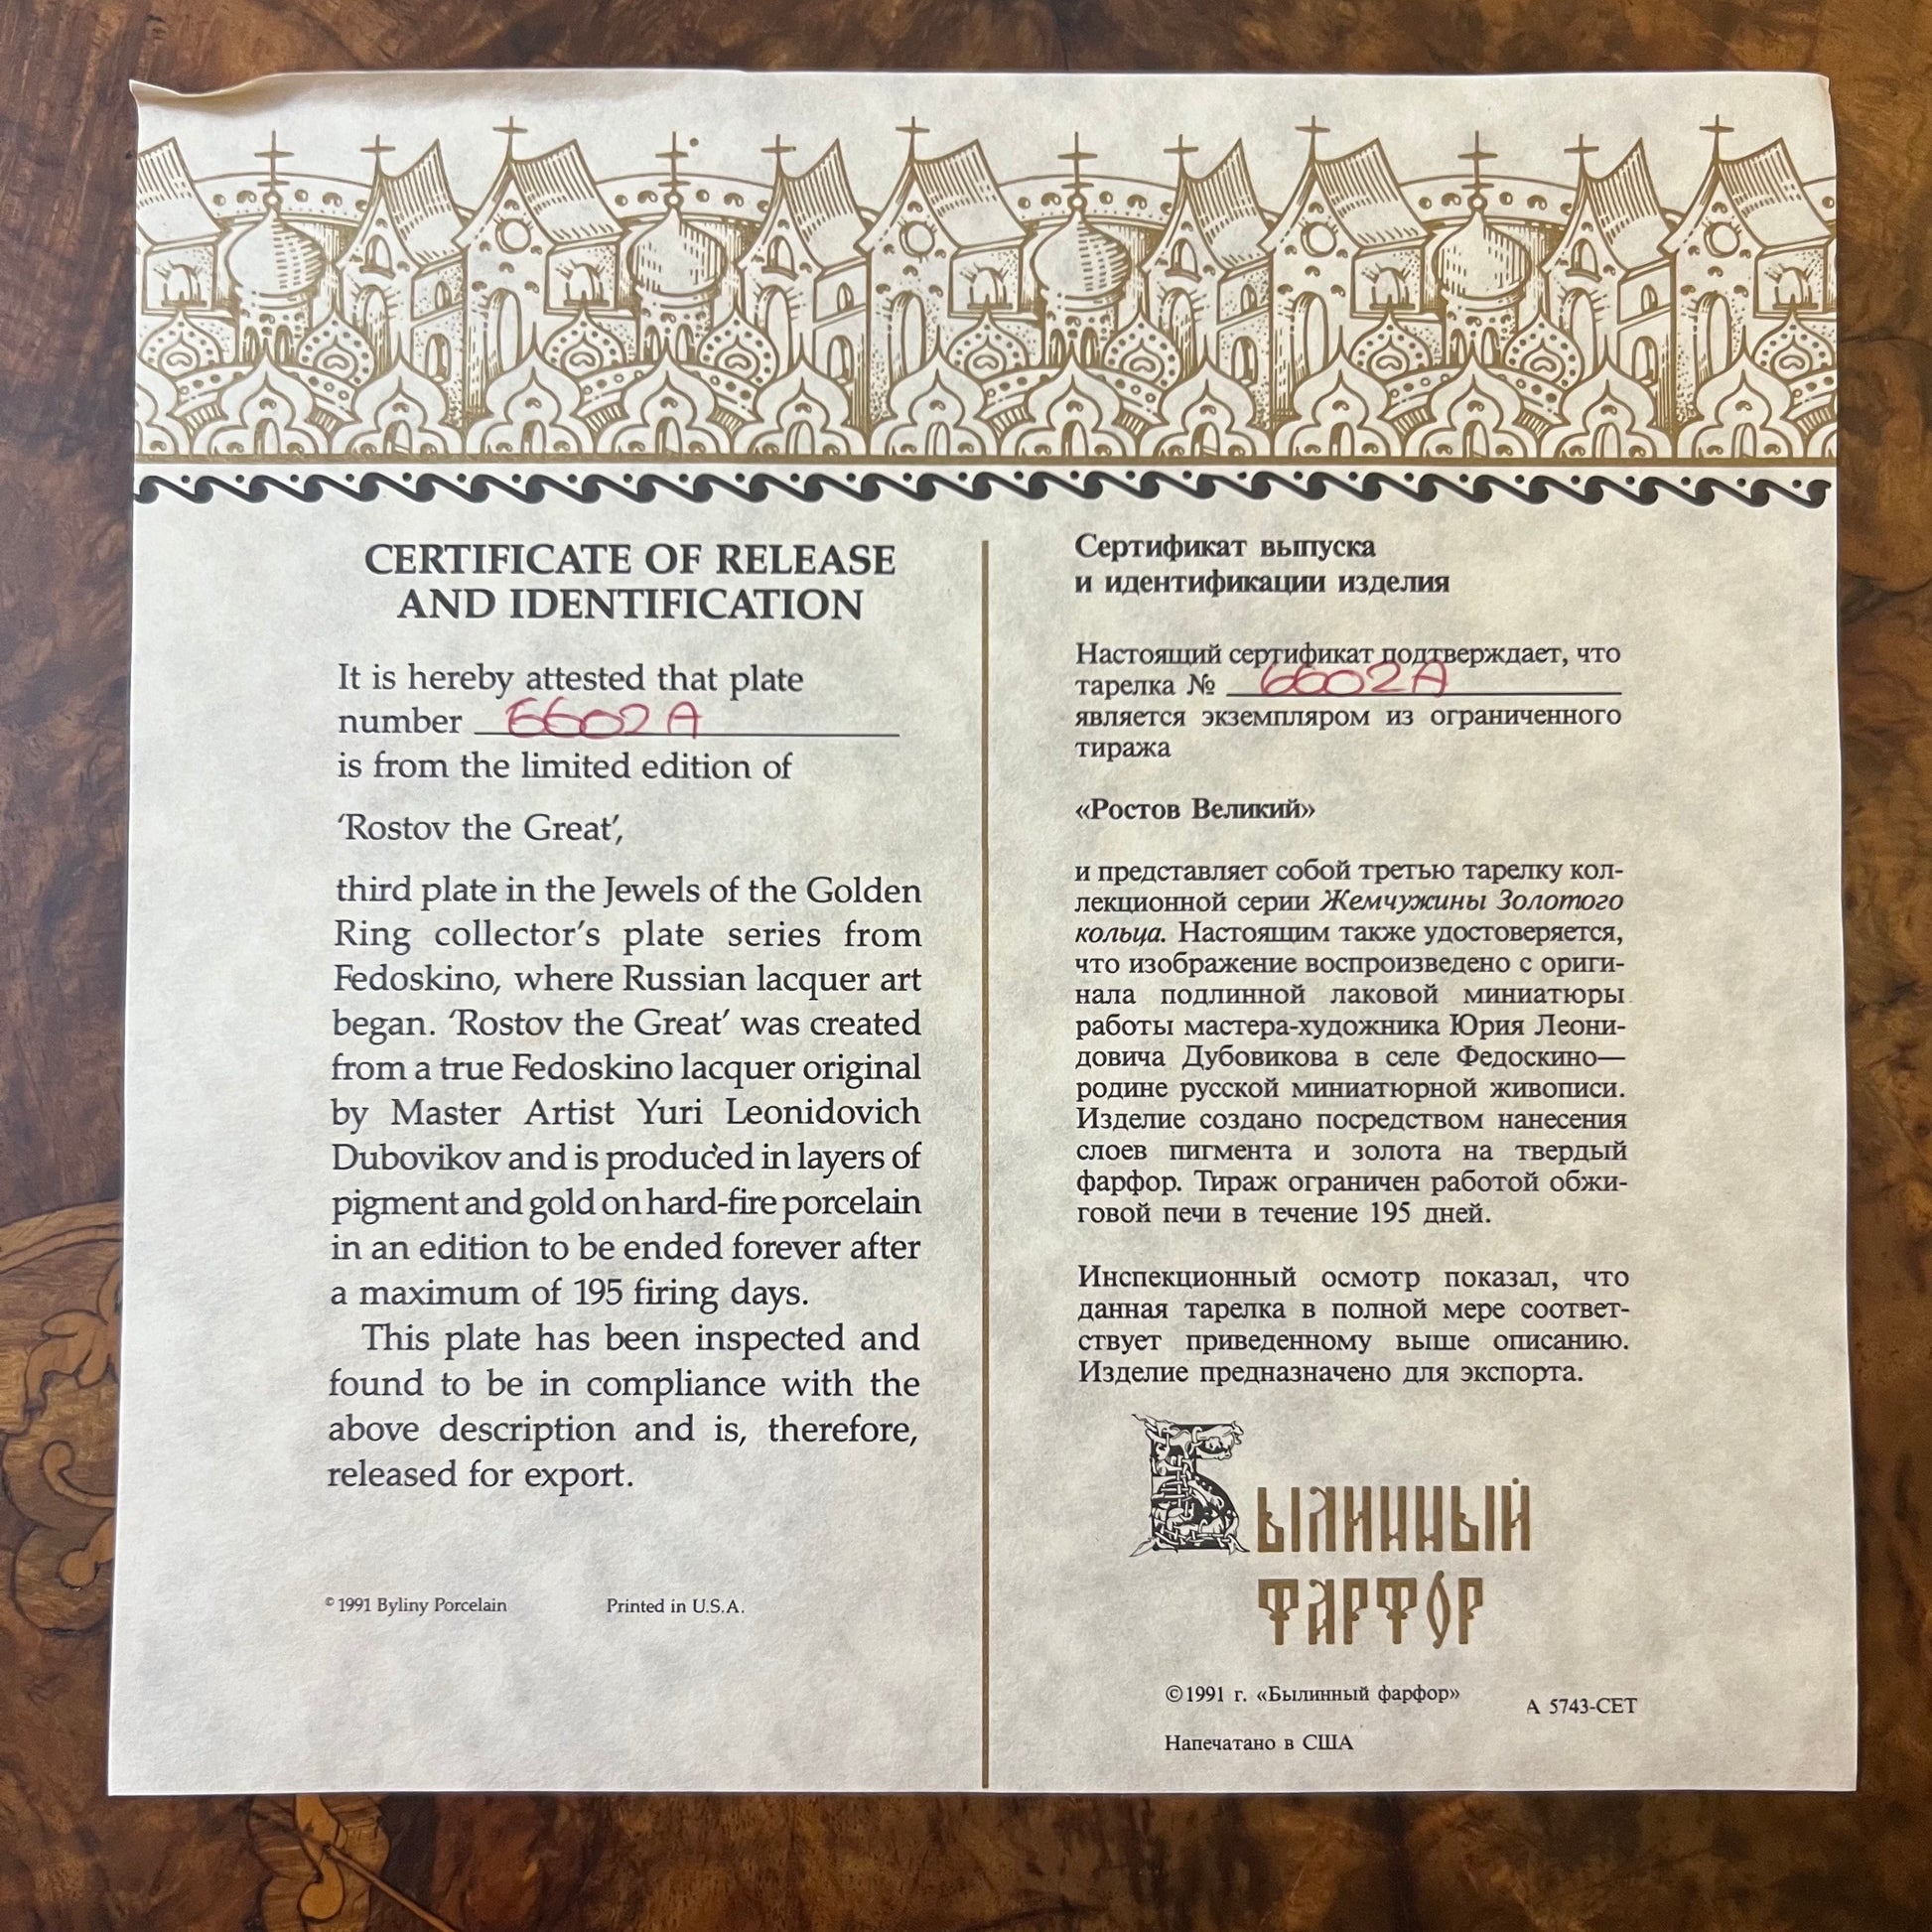 CERTIFICATE OF RELEASE
AND IDENTIFICATION
It is hereby attested that plate
number 6602A
is from the limited edition of
‘Rostov the Great’,
third plate in the Jewels of the Golden
Ring collector’s plate series from
Fedoskino, where Russian lacquer art
began. ‘Rostov the Great’ was created
from a true Fedoskino lacquer original
by Master Artist Yuri Leonidovich
Dubovikov and is produced in layers of
pigment and gold on hard-fire porcelain
in an edition to be ended forever after
a maximum of 195 firing days.
This plate has been inspected and
found to be in compliance with the
above description and is, therefore,
released for export.
© 1991 Byliny Porcelain Printed in U.S.A.
Сертификат выпуска
и идентификации изделия
Настоящий сертификат подтверждает, что
тарелка № 6602A
является экземпляром из ограниченного
тиража
«Ростов Великий»
и представляет собой третью тарелку кол-
лекционной серии Жемчужины Золотого
кольца. Настоящим также удостоверяется,
что изображение воспроизведено с ориги-
нала подлинной лаковой миниатюры
работы мастера-художника Юрия Леони-
довича Дубовикова в селе Федоскино—
родине русской миниатюрной живописи.
Изделие создано посредством нанесения
слоев пигмента и золота на твердый
фарфор. Тираж ограничен работой обжи-
говой печи в течение 195 дней.
Инспекционный осмотр показал, что
данная тарелка в полной мере соответ-
ствует приведенному выше описанию.
Изделие предназначено для экспорта.
Былинный
фарфор
©1991 г. «Былинный фарфор»
A 5743-CET
Напечатано в США